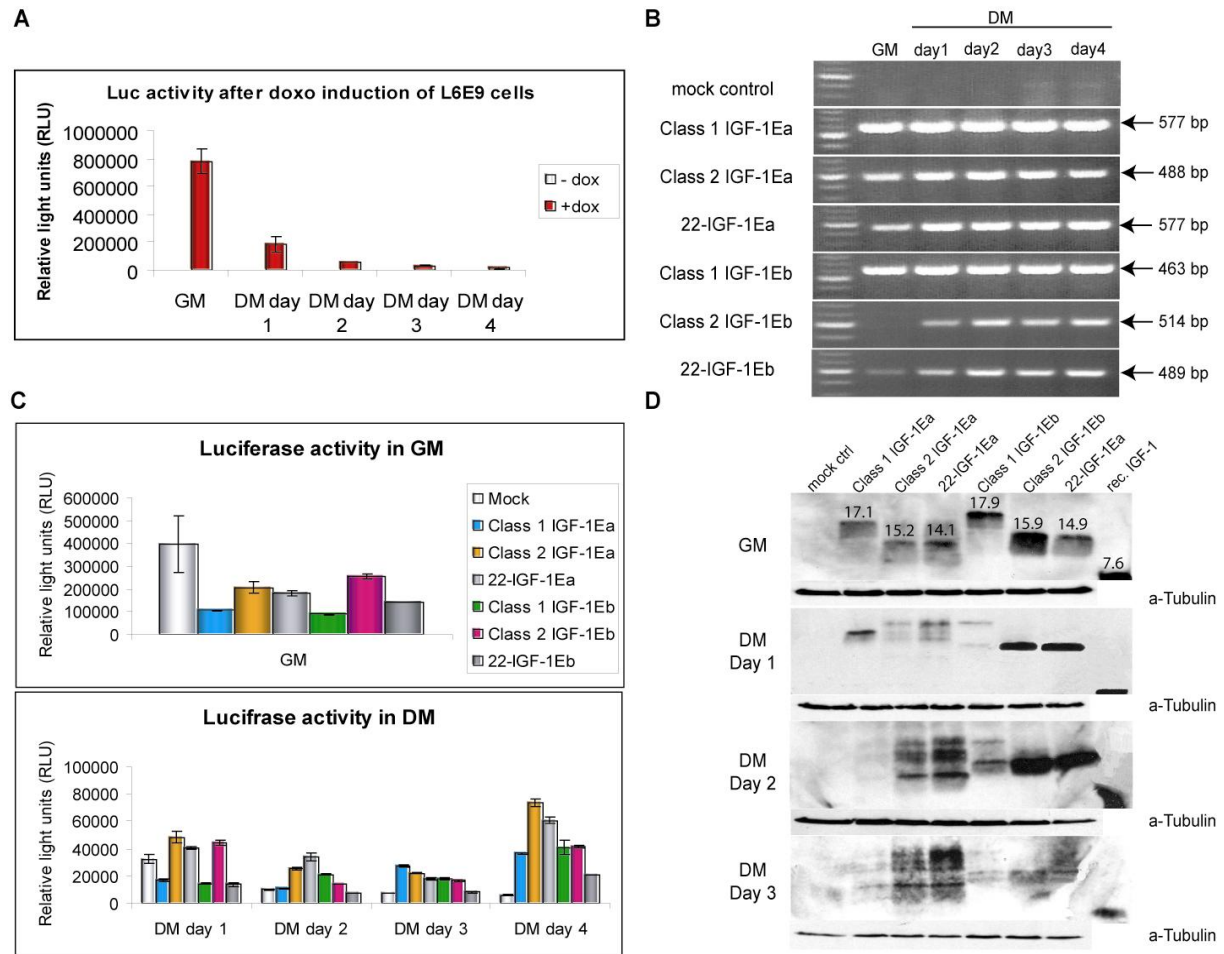 A
Luc activity after doxo induction of L6E9 cells
Relative light units (RLU)
1000000
800000
600000
400000
200000
0
GM
DM day 1
DM day 2
DM day 3
DM day 4
- dox
+dox
B
DM
GM day1 day2 day3 day4
mock control
Class 1 IGF-1Ea 577 bp
Class 2 IGF-1Ea 488 bp
22-IGF-1Ea 577 bp
Class 1 IGF-1Eb 463 bp
Class 2 IGF-1Eb 514 bp
22-IGF-1Eb 489 bp
C
Luciferase activity in GM
Relative light units (RLU)
600000
500000
400000
300000
200000
100000
0
GM
Mock
Class 1 IGF-1Ea
Class 2 IGF-1Ea
22-IGF-1Ea
Class 1 IGF-1Eb
Class 2 IGF-1Eb
22-IGF-1Eb
Lucifrase activity in DM
Relative light units (RLU)
100000
80000
60000
40000
20000
0
DM day 1
DM day 2
DM day 3
DM day 4
D
mock ctrl
Class 1 IGF-1Ea
Class 2 IGF-1Ea
22-IGF-1Ea
Class 1 IGF-1Eb
Class 2 IGF-1Eb
22-IGF-1Ea
rec. IGF-1
GM
17.1
15.2
14.1
17.9
15.9
14.9
7.6
a-Tubulin
DM
Day 1
a-Tubulin
DM
Day 2
a-Tubulin
DM
Day 3
a-Tubulin